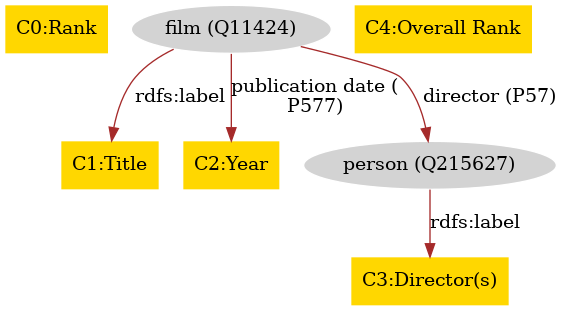 C0:Rank
film (Q11424)
C4:Overall Rank
rdfs:label
publication date (
P577)
director (P57)
C1:Title
C2:Year
person (Q215627)
rdfs:label
C3:Director(s)